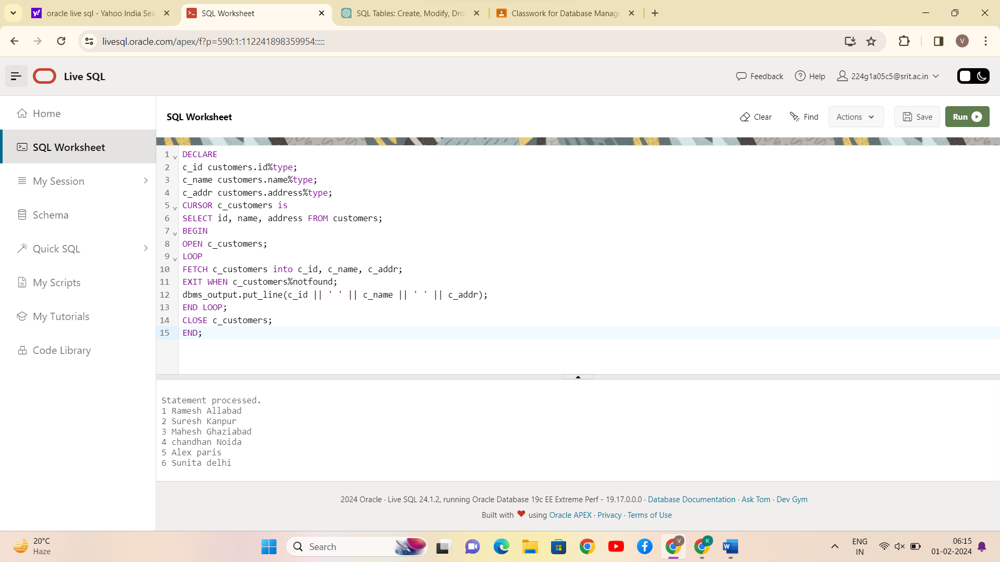 oracle live sql - Yahoo India Sea
SQL Worksheet
SQL Tables: Create, Modify, Dro
Classwork for Database Manage
livesql.oracle.com/apex/f?p=590:1:112241898359954:::::
V
Live SQL
Feedback
Help
224g1a05c5@srit.ac.in
Home
SQL Worksheet
My Session
Schema
Quick SQL
My Scripts
My Tutorials
Code Library
SQL Worksheet
Clear
Find
Actions
Save
Run
1 DECLARE
2 c_id customers.id%type;
3 c_name customers.name%type;
4 c_addr customers.address%type;
5 CURSOR c_customers is
6 SELECT id, name, address FROM customers;
7 BEGIN
8 OPEN c_customers;
9 LOOP
10 FETCH c_customers into c_id, c_name, c_addr;
11 EXIT WHEN c_customers%notfound;
12 dbms_output.put_line(c_id || ' ' || c_name || ' ' || c_addr);
13 END LOOP;
14 CLOSE c_customers;
15 END;
Statement processed.
1 Ramesh Allabad
2 Suresh Kanpur
3 Mahesh Ghaziabad
4 chandhan Noida
5 Alex paris
6 Sunita delhi
2024 Oracle · Live SQL 24.1.2, running Oracle Database 19c EE Extreme Perf - 19.17.0.0.0 · Database Documentation · Ask Tom · Dev Gym
Built with ❤ using Oracle APEX · Privacy · Terms of Use
20°C
Haze
Search
V
K
W
ENG
IN
06:15
01-02-2024